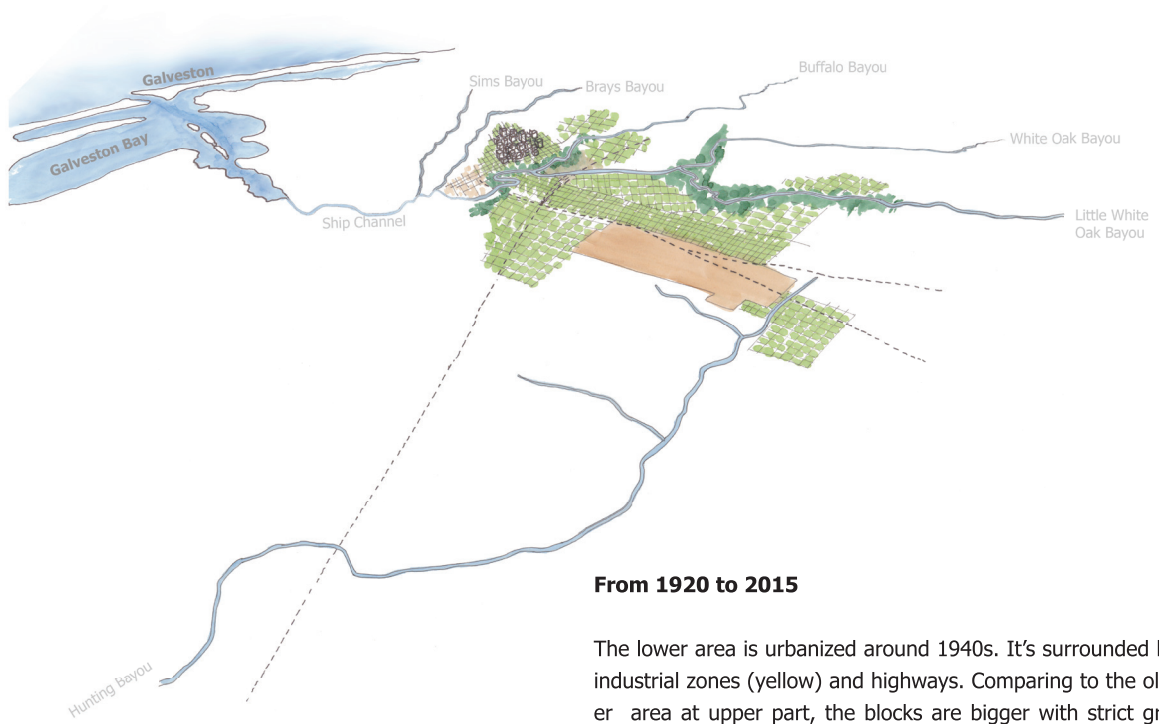 Galveston
Galveston Bay
Sims Bayou
Brays Bayou
Buffalo Bayou
White Oak Bayou
Little White
Oak Bayou
Ship Channel
Hunting bayou
From 1920 to 2015
The lower area is urbanized around 1940s. It's surrounded
industrial zones (yellow) and highways. Comparing to the ol
er area at upper part, the blocks are bigger with strict gr